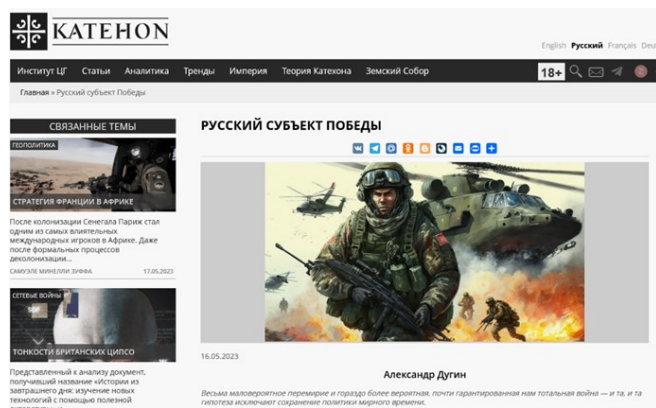 KATEHON
English Русский Français Deu
Институт ЦГ Статьи Аналитика Тренды Империя Теория Катехона Земский Собор
18+
Главная » Русский субъект Победы
СВЯЗАННЫЕ ТЕМЫ
ГЕОПОЛИТИКА
СТРАТЕГИЯ ФРАНЦИИ В АФРИКЕ
После колонизации Сенегала Париж стал
одним из самых влиятельных
международных игроков в Африке. Даже
после формальных процессов
деколонизации...
САМУЭЛЕ МИНЕЛЛИ ЗУФФА 17.05.2023
СЕТЕВЫЕ ВОЙНЫ
ТОНКОСТИ БРИТАНСКИХ ЦИПСО
Представленный к анализу документ,
получивший название «Истории из
завтрашнего дня: изучение новых
технологий с помощью полезной
РУССКИЙ СУБЪЕКТ ПОБЕДЫ
16.05.2023
Александр Дугин
Весьма маловероятное перемирие и гораздо более вероятная, почти гарантированная нам тотальная война — и та, и та
гипотеза исключают сохранение политики мирного времени.